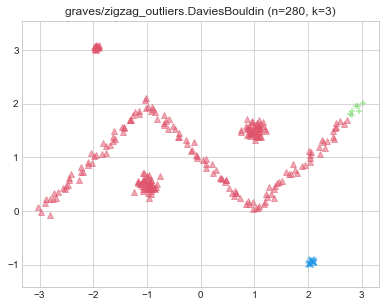 graves/zigzag_outliers.DaviesBouldin (n=280, k=3)
3
2
1
0
−1
−3 −2 −1 0 1 2 3